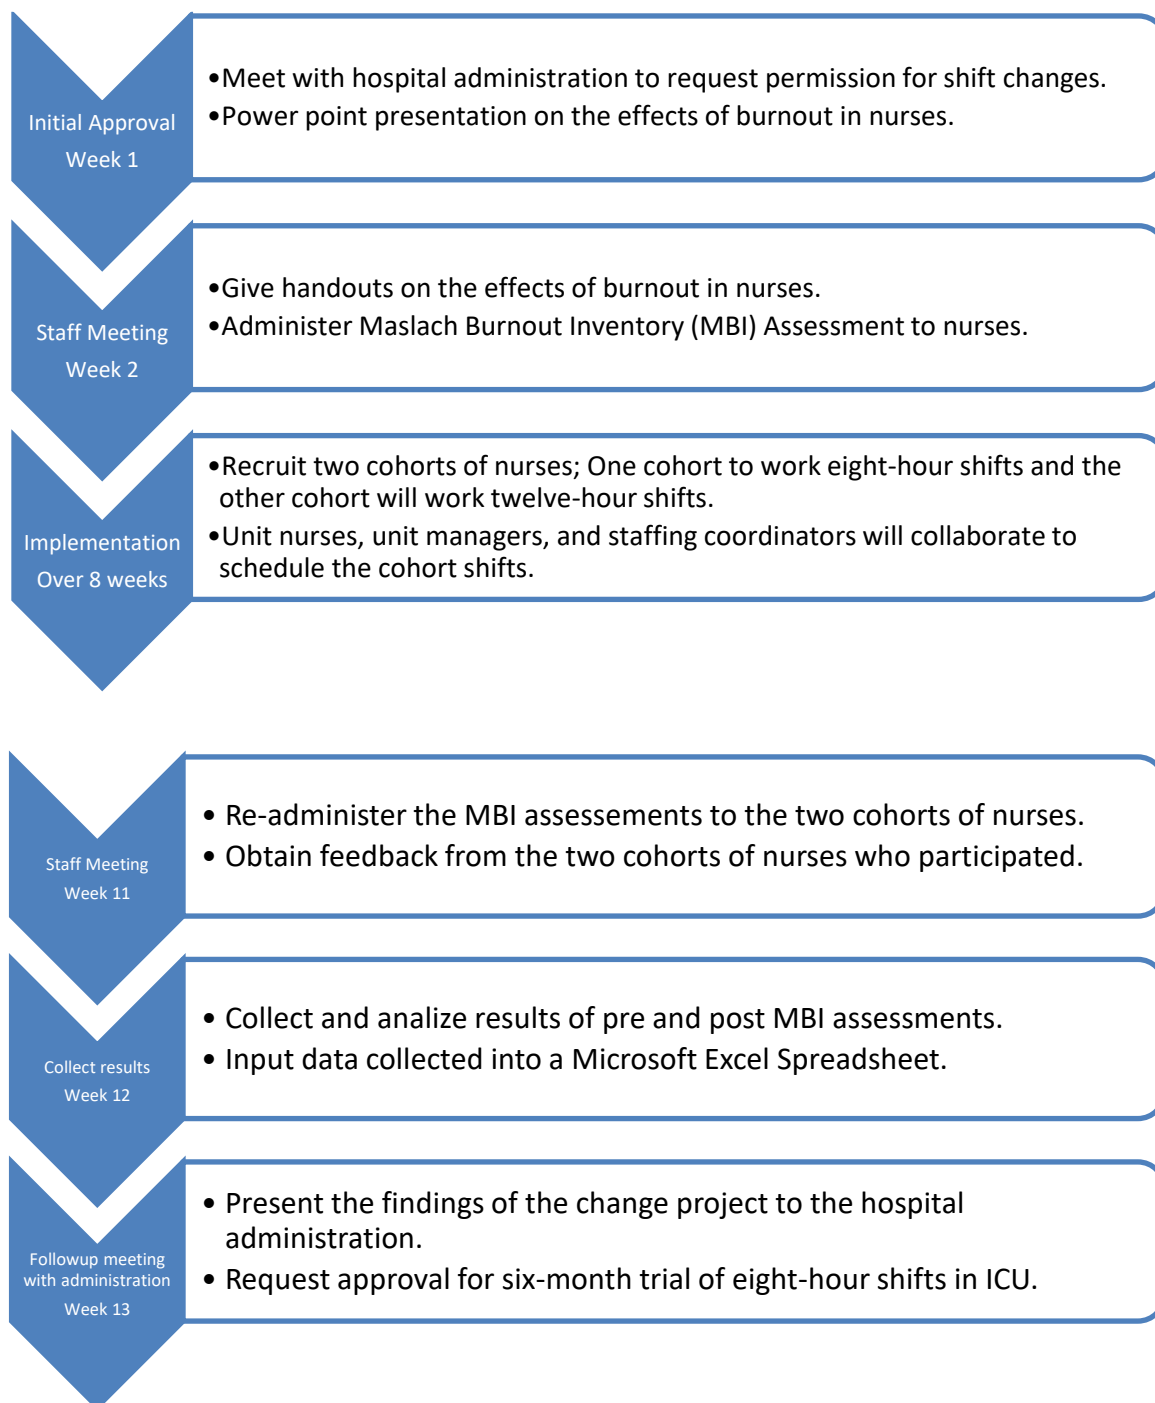 Initial Approval
Week 1
•Meet with hospital administration to request permission for shift changes.
•Power point presentation on the effects of burnout in nurses.
Staff Meeting
Week 2
•Give handouts on the effects of burnout in nurses.
•Administer Maslach Burnout Inventory (MBI) Assessment to nurses.
Implementation
Over 8 weeks
•Recruit two cohorts of nurses; One cohort to work eight-hour shifts and the
other cohort will work twelve-hour shifts.
•Unit nurses, unit managers, and staffing coordinators will collaborate to
schedule the cohort shifts.
Staff Meeting
Week 11
• Re-administer the MBI assessements to the two cohorts of nurses.
• Obtain feedback from the two cohorts of nurses who participated.
Collect results
Week 12
• Collect and analize results of pre and post MBI assessments.
• Input data collected into a Microsoft Excel Spreadsheet.
Followup meeting
with administration
Week 13
• Present the findings of the change project to the hospital
administration.
• Request approval for six-month trial of eight-hour shifts in ICU.